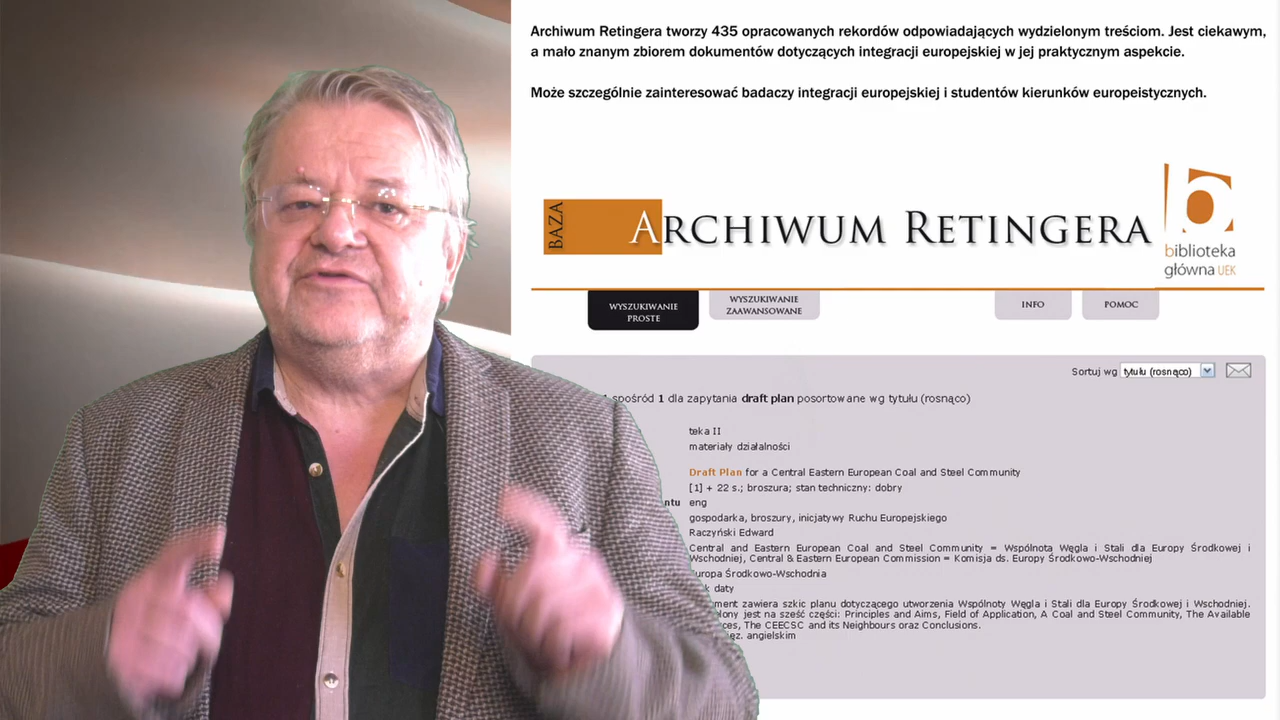 Archiwum Retingera tworzy 435 opracowanych rekordów odpowiadających wydzielonym treściom. Jest ciekawym,
a mało znanym zbiorem dokumentów dotyczących integracji europejskiej w jej praktycznym aspekcie.
Może szczególnie zainteresować badaczy integracji europejskiej i studentów kierunków europeistycznych.
BAZA
ARCHIWUM RETINGERA
biblioteka
główna UEK
WYSZUKIWANIE
PROSTE
WYSZUKIWANIE
ZAAWANSOWANE
INFO
POMOC
Sortuj wg tytułu (rosnąco)
spośród 1 dla zapytania draft plan posortowane wg tytułu (rosnąco)
teka II
materiały działalności
Draft Plan for a Central Eastern European Coal and Steel Community
[1] + 22 s.; broszura; stan techniczny: dobry
eng
gospodarka, broszury, inicjatywy Ruchu Europejskiego
Raczyński Edward
Central and Eastern European Coal and Steel Community = Wspólnota Węgla i Stali dla Europy Środkowej i
Wschodniej, Central & Eastern European Commission = Komisja ds. Europy Środkowo-Wschodniej
uropa Środkowo-Wschodnia
daty
ment zawiera szkic planu dotyczącego utworzenia Wspólnoty Węgla i Stali dla Europy Środkowej i Wschodniej.
elony jest na sześć części: Principles and Aims, Field of Application, A Coal and Steel Community, The Available
ces, The CEECSC and its Neighbours oraz Conclusions.
ęz. angielskim